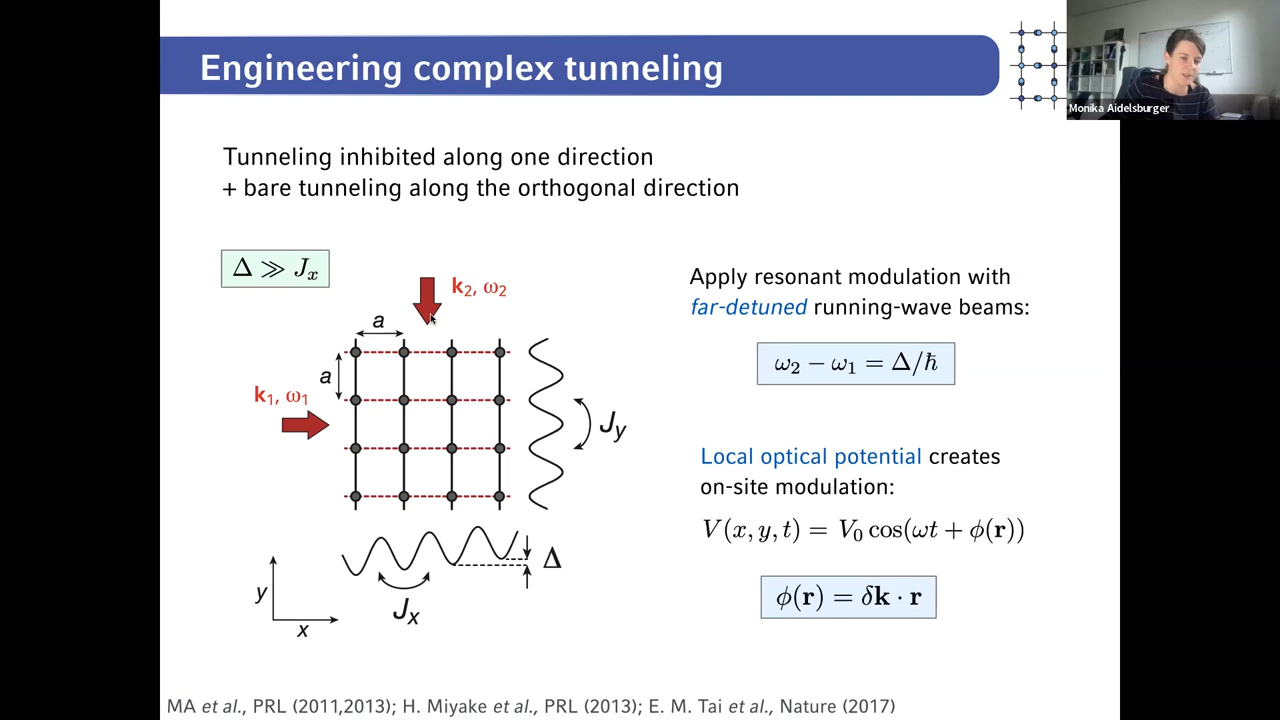 Engineering complex tunneling
Monika Aidelsburger
Tunneling inhibited along one direction
+ bare tunneling along the orthogonal direction
Δ ≫ Jₓ
k₂, ω₂
a
a
k₁, ω₁
J_y
Δ
Jₓ
y
x
Apply resonant modulation with
far-detuned running-wave beams:
ω₂ − ω₁ = Δ/ℏ
Local optical potential creates
on-site modulation:
V(x, y, t) = V₀ cos(ωt + ϕ(r))
ϕ(r) = δk · r
MA et al., PRL (2011,2013); H. Miyake et al., PRL (2013); E. M. Tai et al., Nature (2017)